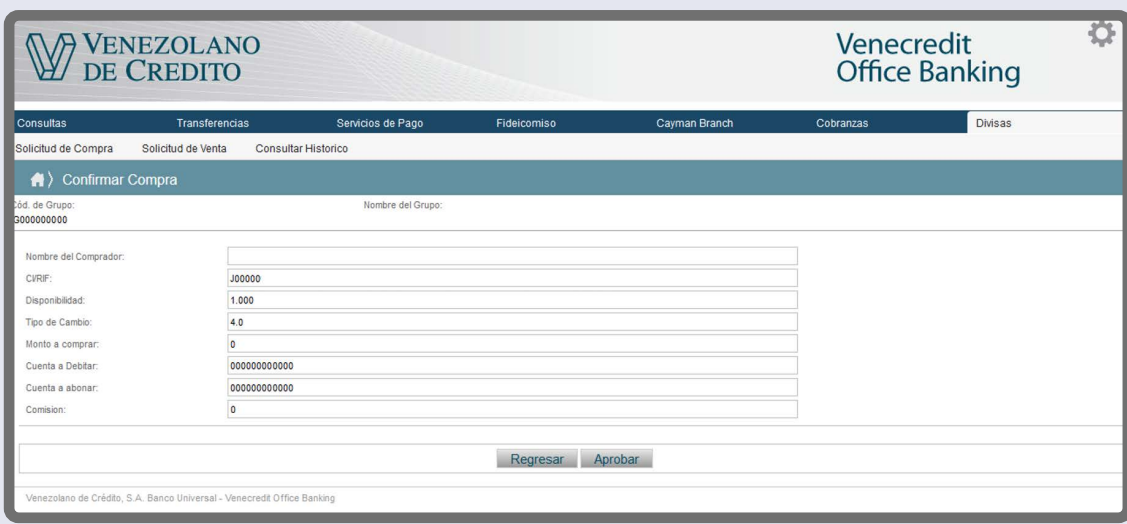 VENEZOLANO
DE CREDITO
Venecredit
Office Banking
Consultas Transferencias Servicios de Pago Fideicomiso Cayman Branch Cobranzas Divisas
Solicitud de Compra Solicitud de Venta Consultar Historico
Confirmar Compra
Cód. de Grupo: Nombre del Grupo:
G000000000
Nombre del Comprador:
CI/RIF: J00000
Disponibilidad: 1.000
Tipo de Cambio: 4.0
Monto a comprar: 0
Cuenta a Debitar: 000000000000
Cuenta a abonar: 000000000000
Comision: 0
Regresar Aprobar
Venezolano de Crédito, S.A. Banco Universal - Venecredit Office Banking